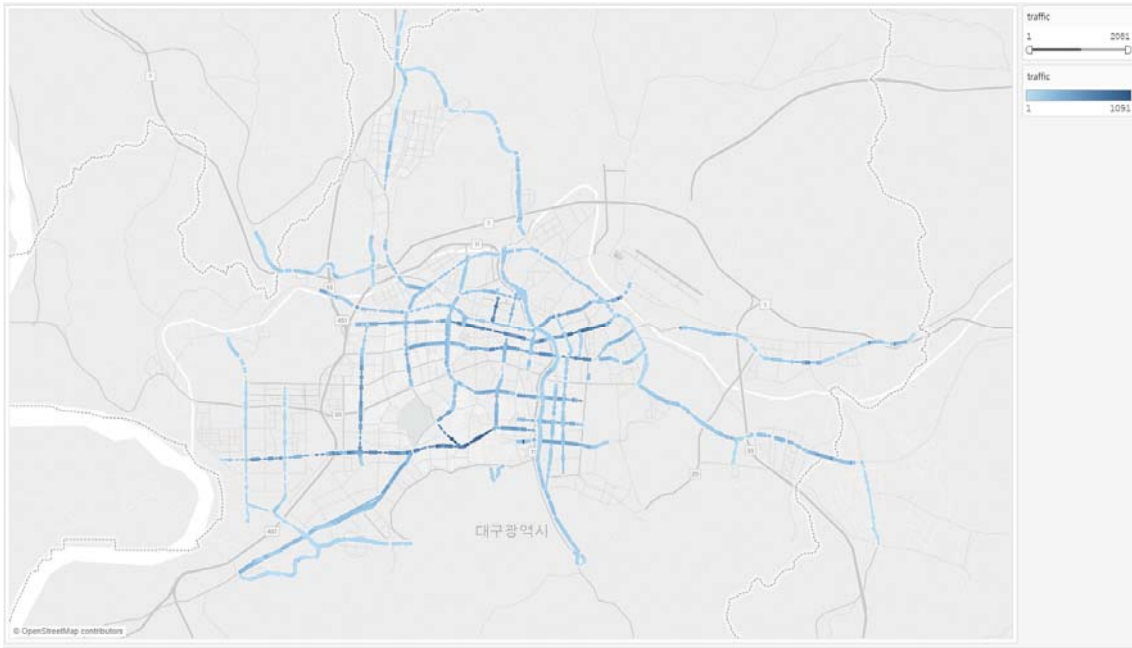 traffic
1 2081
traffic
1 1091
대구광역시
© OpenStreetMap contributors